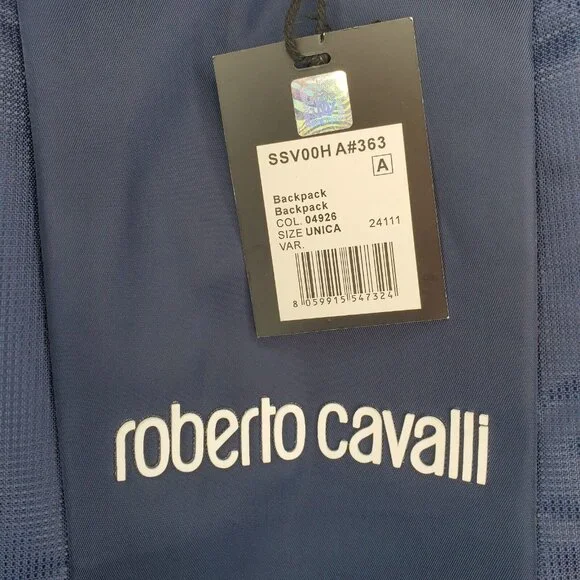 SSV00H A#363
A
Backpack
Backpack
COL. 04926
SIZE UNICA 24111
VAR.
8 059915 547324
roberto cavalli